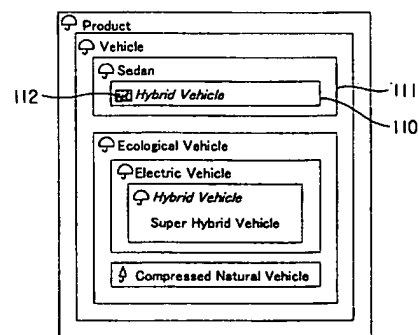 Product
Vehicle
Sedan
112
Hybrid Vehicle
111
110
Ecological Vehicle
Electric Vehicle
Hybrid Vehicle
Super Hybrid Vehicle
Compressed Natural Vehicle